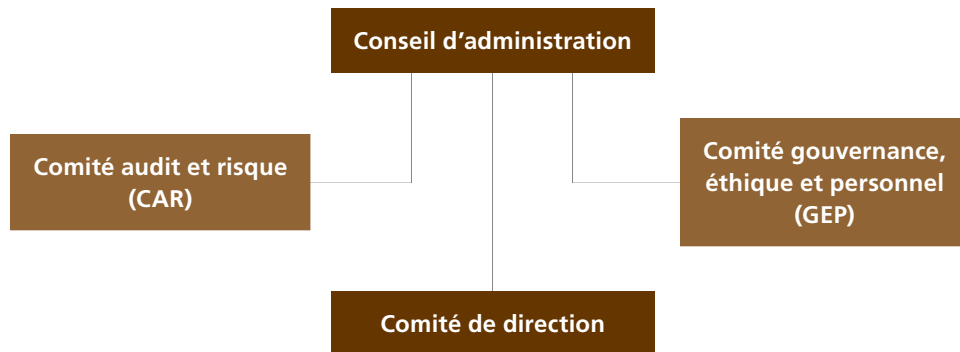 Conseil d’administration
Comité audit et risque
(CAR)
Comité gouvernance,
éthique et personnel
(GEP)
Comité de direction